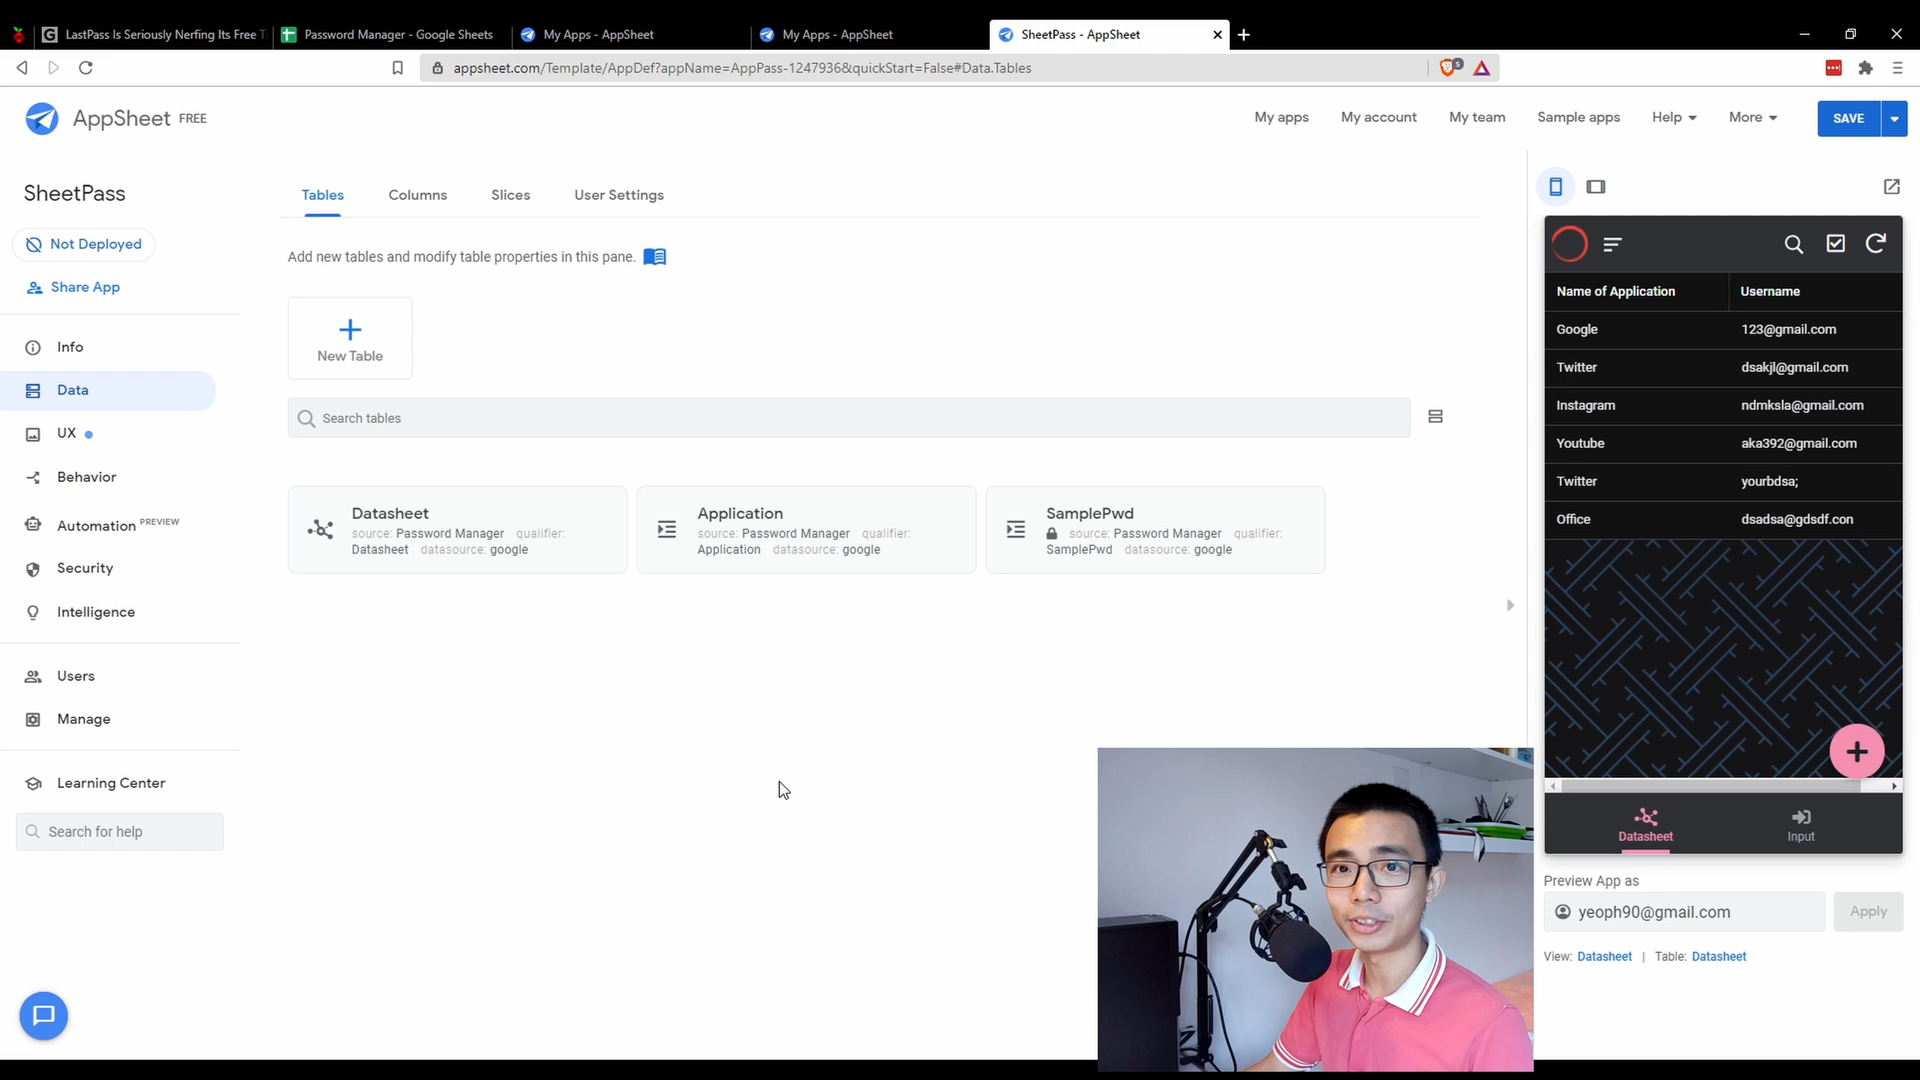 LastPass Is Seriously Nerfing Its Free T
Password Manager - Google Sheets
My Apps - AppSheet
My Apps - AppSheet
SheetPass - AppSheet
appsheet.com/Template/AppDef?appName=AppPass-1247936&quickStart=False#Data.Tables
AppSheet FREE
My apps
My account
My team
Sample apps
Help
More
SAVE
SheetPass
Not Deployed
Share App
Info
Data
UX
Behavior
Automation PREVIEW
Security
Intelligence
Users
Manage
Learning Center
Search for help
Tables
Columns
Slices
User Settings
Add new tables and modify table properties in this pane.
New Table
Search tables
Datasheet
source: Password Manager qualifier:
Datasheet datasource: google
Application
source: Password Manager qualifier:
Application datasource: google
SamplePwd
source: Password Manager qualifier:
SamplePwd datasource: google
Name of Application Username
Google 123@gmail.com
Twitter dsakjl@gmail.com
Instagram ndmksla@gmail.com
Youtube aka392@gmail.com
Twitter yourbdsa;
Office dsadsa@gdsdf.con
Datasheet
Input
Preview App as
yeoph90@gmail.com
Apply
View: Datasheet | Table: Datasheet